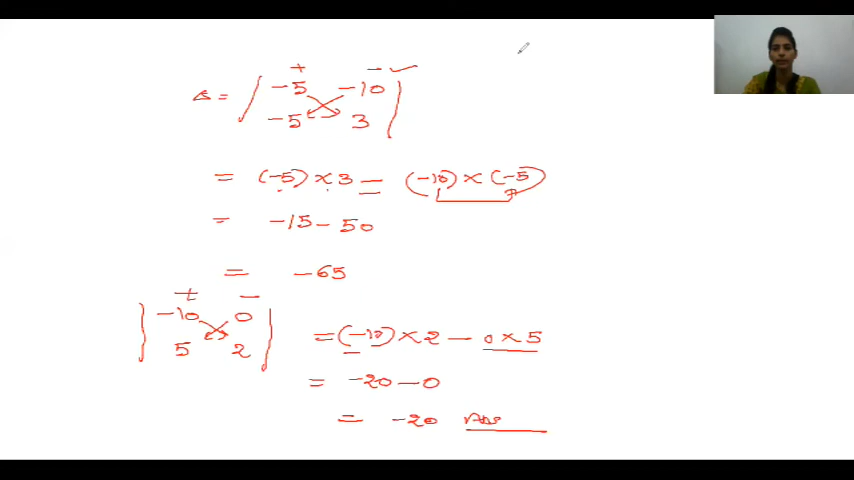 + −
Δ = | −5 −10 | ✓
| −5 3 |
= (−5) × 3 = (−10) × (−5)
= −15 − 50
= −65
+ −
| −10 0 |
| 5 2 |
= (−10) × 2 − 0 × 5
= −20 − 0
= −20 Ans